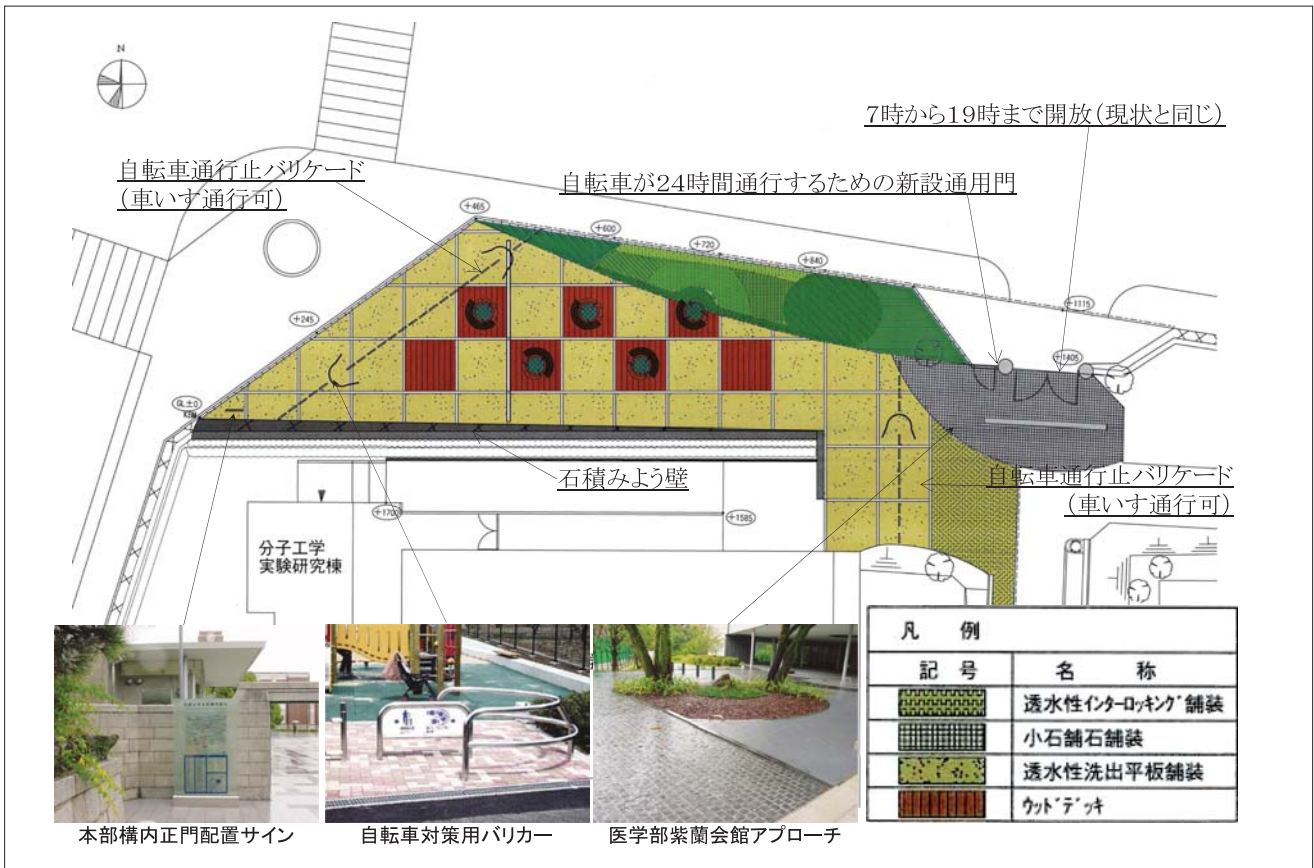 N
7時から19時まで開放(現状と同じ)
自転車通行止バリケード
(車いす通行可)
自転車が24時間通行するための新設通用門
+465
+600
+720
+840
+1115
+245
+1405
GL±0
KBM
石積みよう壁
自転車通行止バリケード
(車いす通行可)
+1700
+1585
分子工学
実験研究棟
凡 例
記 号
名 称
透水性インターロッキング舗装
小石舗石舗装
透水性洗出平板舗装
ウッドデッキ
本部構内正門配置サイン
自転車対策用バリカー
医学部紫蘭会館アプローチ